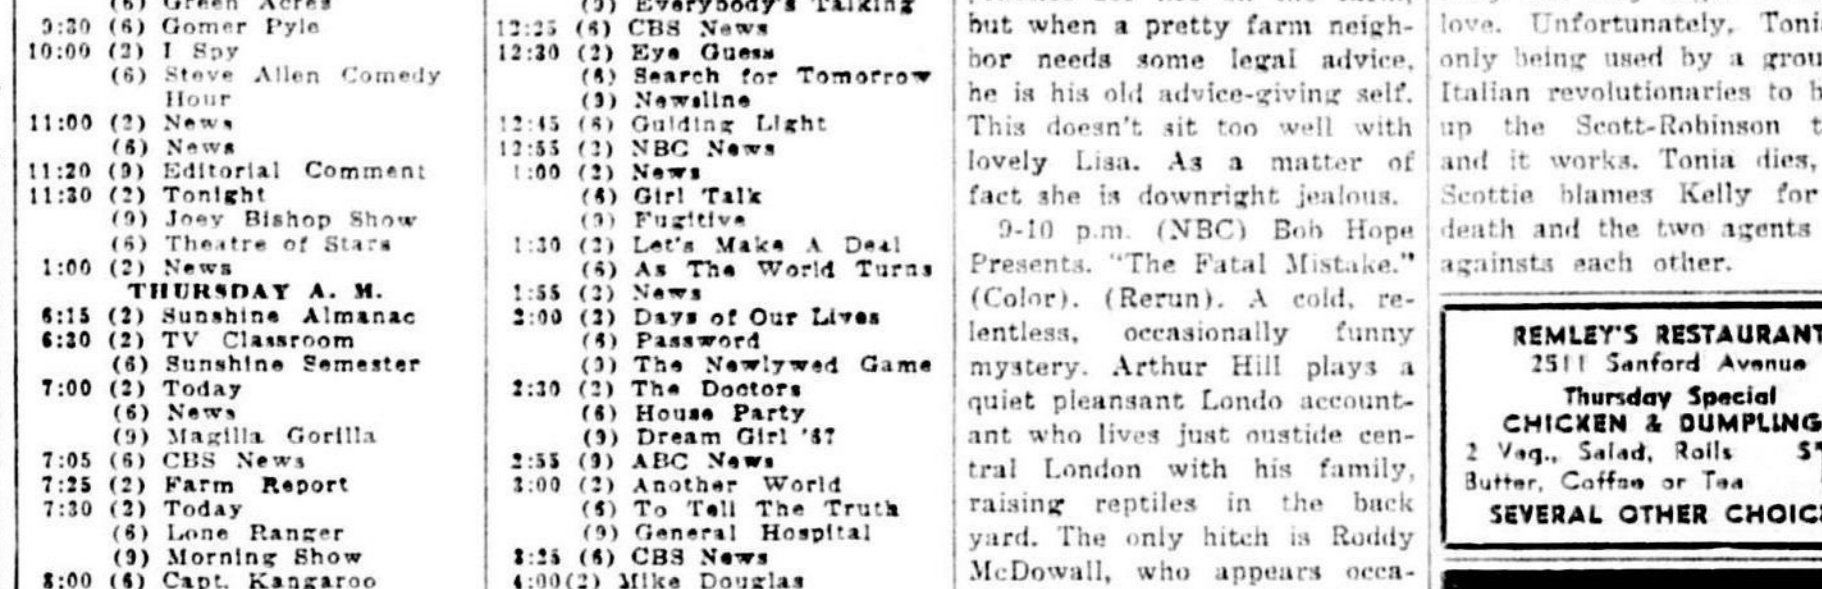 (6) Green Acres
9:30 (6) Gomer Pyle
10:00 (2) I Spy
(6) Steve Allen Comedy
Hour
11:00 (2) News
(6) News
11:20 (9) Editorial Comment
11:30 (2) Tonight
(9) Joey Bishop Show
(6) Theatre of Stars
1:00 (2) News
THURSDAY A. M.
6:15 (2) Sunshine Almanac
6:30 (2) TV Classroom
(6) Sunshine Semester
7:00 (2) Today
(6) News
(9) Magilla Gorilla
7:05 (6) CBS News
7:25 (2) Farm Report
7:30 (2) Today
(6) Lone Ranger
(9) Morning Show
8:00 (6) Capt. Kangaroo
(9) Everybody's Talking
12:25 (6) CBS News
12:30 (2) Eye Guess
(6) Search for Tomorrow
(9) Newsline
12:45 (6) Guiding Light
12:55 (2) NBC News
1:00 (2) News
(6) Girl Talk
(9) Fugitive
1:30 (2) Let's Make A Deal
(6) As The World Turns
1:55 (2) News
2:00 (2) Days of Our Lives
(6) Password
(9) The Newlywed Game
2:30 (2) The Doctors
(6) House Party
(9) Dream Girl '67
2:55 (9) ABC News
3:00 (2) Another World
(6) To Tell The Truth
(9) General Hospital
3:25 (6) CBS News
4:00 (2) Mike Douglas
but when a pretty farm neigh-
bor needs some legal advice,
he is his old advice-giving self.
This doesn't sit too well with
lovely Lisa. As a matter of
fact she is downright jealous.
9-10 p.m. (NBC) Bob Hope
Presents. "The Fatal Mistake."
(Color). (Rerun). A cold, re-
lentless, occasionally funny
mystery. Arthur Hill plays a
quiet pleansant Londo account-
ant who lives just oustide cen-
tral London with his family,
raising reptiles in the back
yard. The only hitch is Roddy
McDowall, who appears occa-
love. Unfortunately, Toni
only being used by a grou
Italian revolutionaries to b
up the Scott-Robinson t
and it works. Tonia dies,
Scottie blames Kelly for
death and the two agents
againsts each other.
REMLEY'S RESTAURANT
2511 Sanford Avenue
Thursday Special
CHICKEN & DUMPLING
2 Veg., Salad, Rolls
Butter, Coffee or Tea
SEVERAL OTHER CHOIC